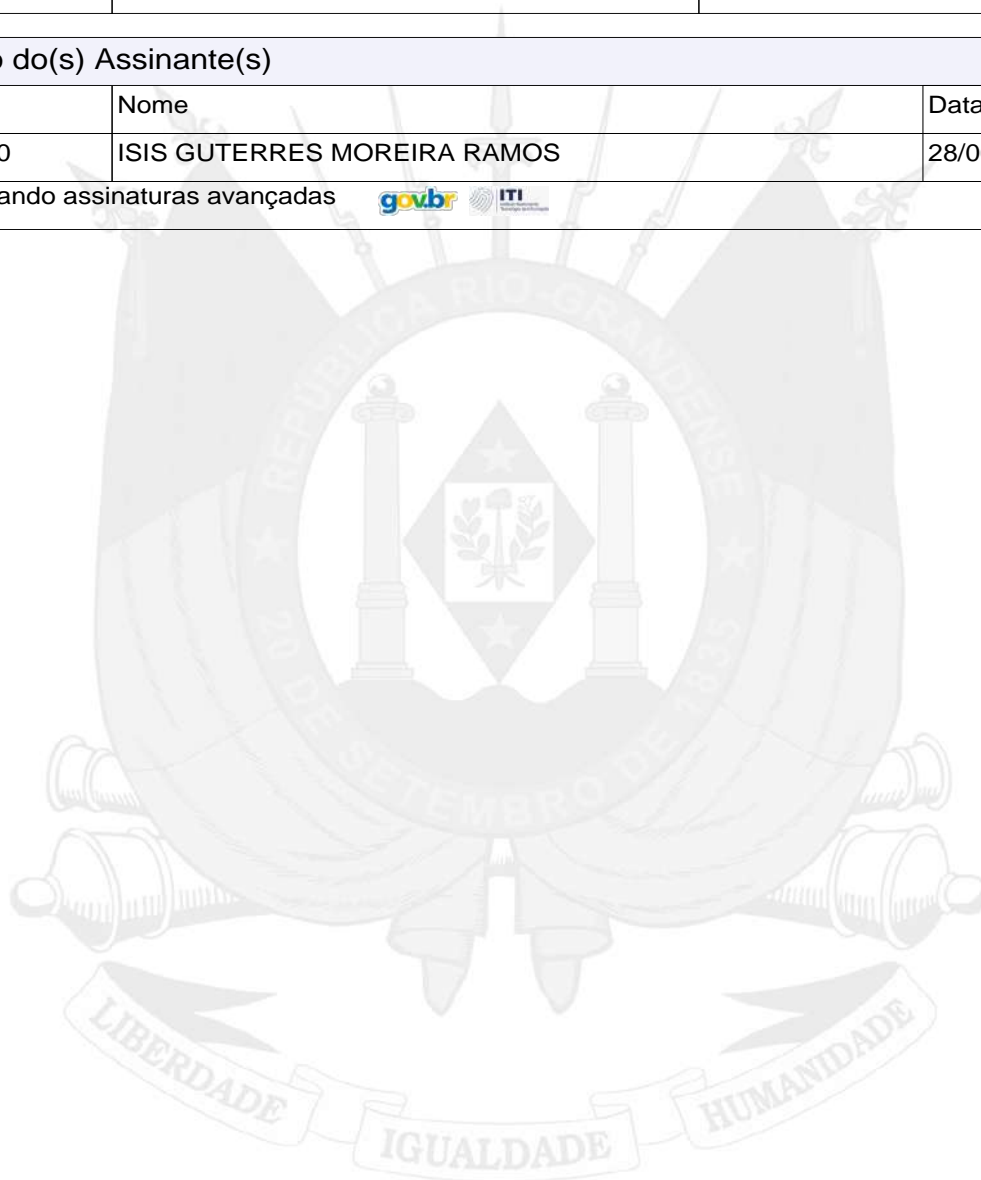 o do(s) Assinante(s)
Nome Data
0 ISIS GUTERRES MOREIRA RAMOS 28/0
ando assinaturas avançadas gov.br ITI
REPÚBLICA RIO-GRANDENSE
20 DE SETEMBRO DE 1835
LIBERDADE IGUALDADE HUMANIDADE